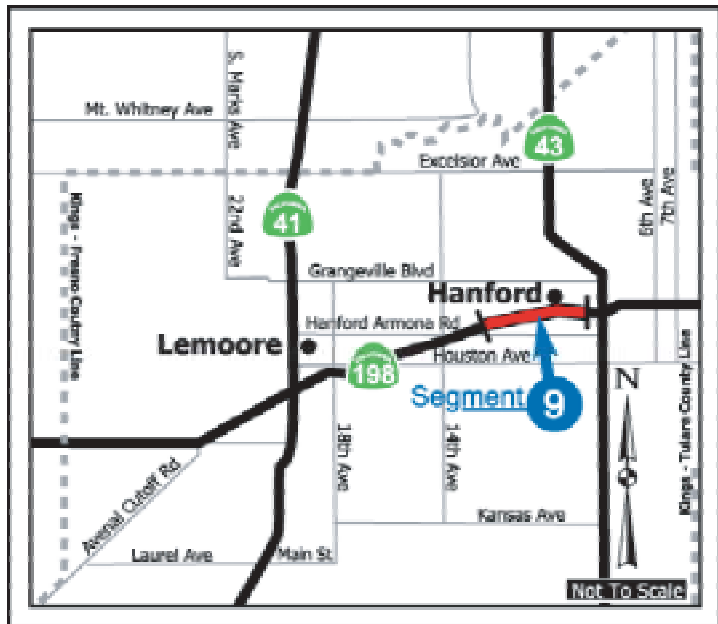 Mt. Whitney Ave
S. Marks Ave
43
Excelsior Ave
Kings - Fresno County Line
22nd Ave
41
6th Ave
7th Ave
Grangeville Blvd
Hanford
Hanford Armona Rd
Lemoore
Houston Ave
198
Segment 9
N
18th Ave
14th Ave
Kings - Tulare County Line
Avenal Cutoff Rd
Kansas Ave
Laurel Ave
Main St
Not To Scale